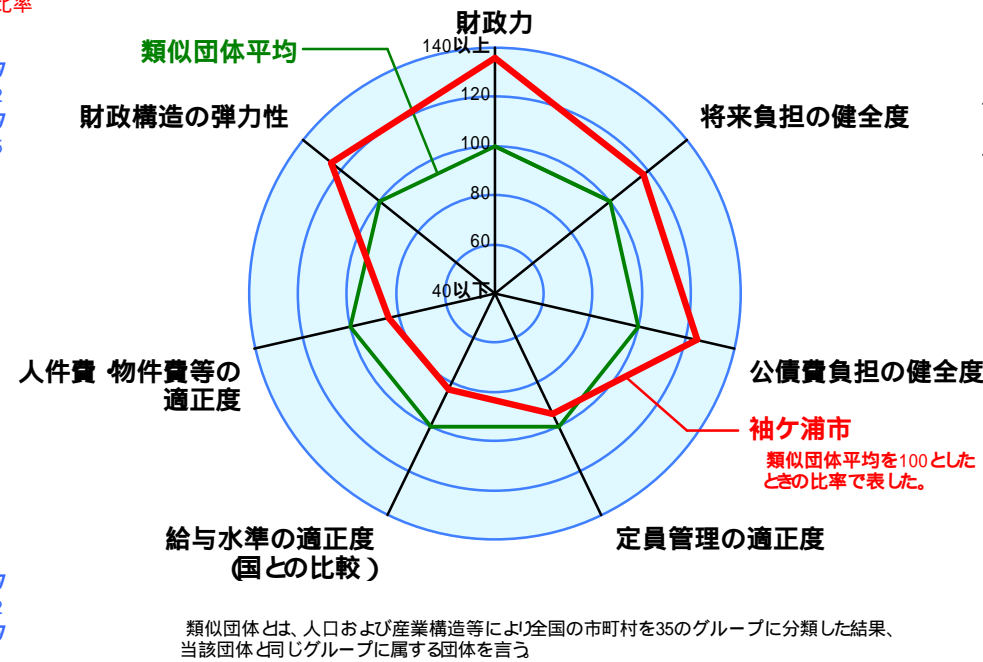 比率
財政力
140以上
類似団体平均
120
財政構造の弾力性
将来負担の健全度
100
80
60
40以下
人件費・物件費等の
適正度
公債費負担の健全度
袖ケ浦市
類似団体平均を100とした
ときの比率で表した。
給与水準の適正度
(国との比較)
定員管理の適正度
類似団体とは、人口および産業構造等により全国の市町村を35のグループに分類した結果、
当該団体と同じグループに属する団体を言う